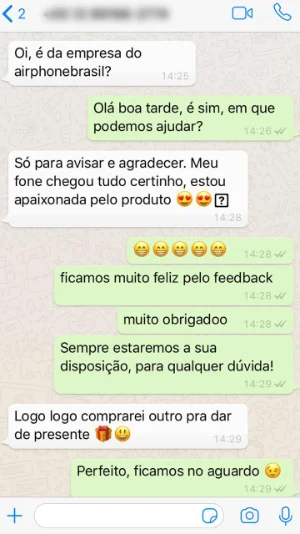 2
Oi, é da empresa do
airphonebrasil?
14:25
Olá boa tarde, é sim, em que
podemos ajudar?
14:26
Só para avisar e agradecer. Meu
fone chegou tudo certinho, estou
apaixonada pelo produto 😍😍
14:28
😁😁😁😁😁
14:28
ficamos muito feliz pelo feedback
14:28
muito obrigadoo
14:28
Sempre estaremos a sua
disposição, para qualquer dúvida!
14:29
Logo logo comprarei outro pra dar
de presente 🎁😃
14:29
Perfeito, ficamos no aguardo 😉
14:29